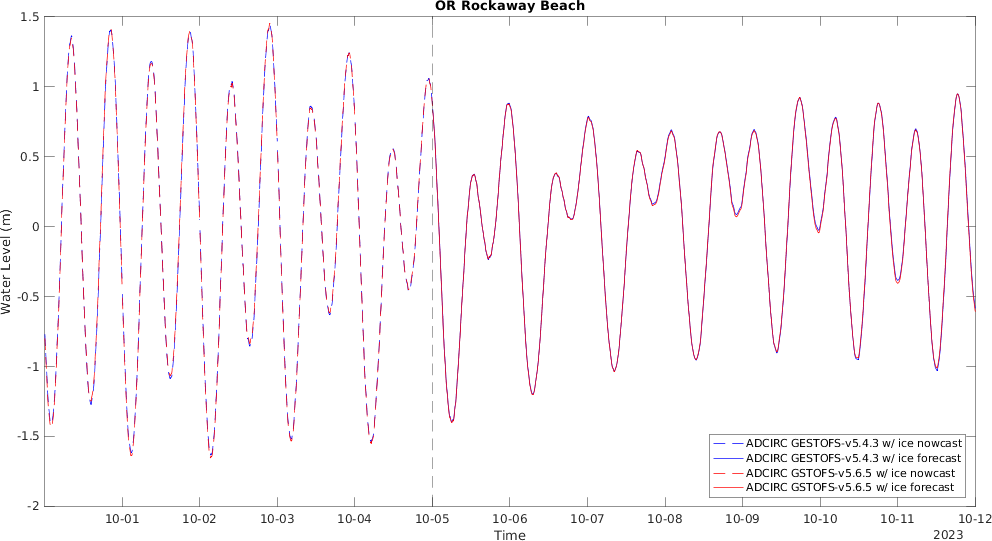 OR Rockaway Beach
1.5
1
0.5
0
-0.5
-1
-1.5
-2
Water Level (m)
ADCIRC GESTOFS-v5.4.3 w/ ice nowcast
ADCIRC GESTOFS-v5.4.3 w/ ice forecast
ADCIRC GSTOFS-v5.6.5 w/ ice nowcast
ADCIRC GSTOFS-v5.6.5 w/ ice forecast
10-01 10-02 10-03 10-04 10-05 10-06 10-07 10-08 10-09 10-10 10-11 10-12
Time
2023